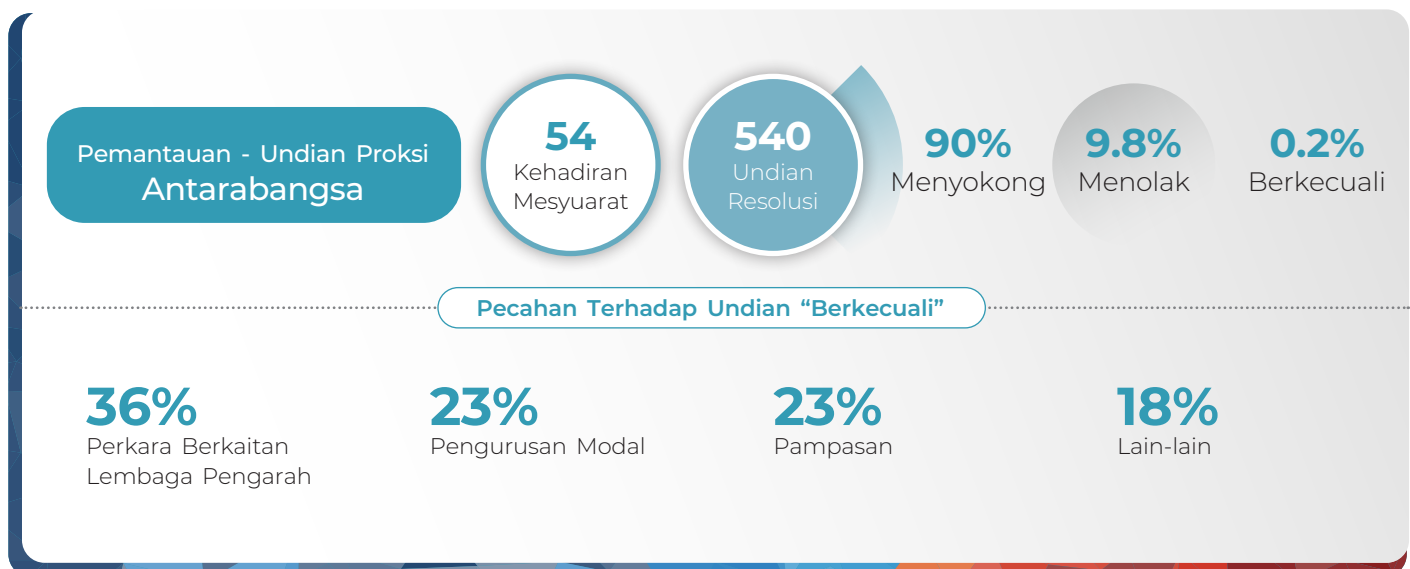 Pemantauan - Undian Proksi
Antarabangsa
54
Kehadiran
Mesyuarat
540
Undian
Resolusi
90%
Menyokong
9.8%
Menolak
0.2%
Berkecuali
Pecahan Terhadap Undian “Berkecuali”
36%
Perkara Berkaitan
Lembaga Pengarah
23%
Pengurusan Modal
23%
Pampasan
18%
Lain-lain